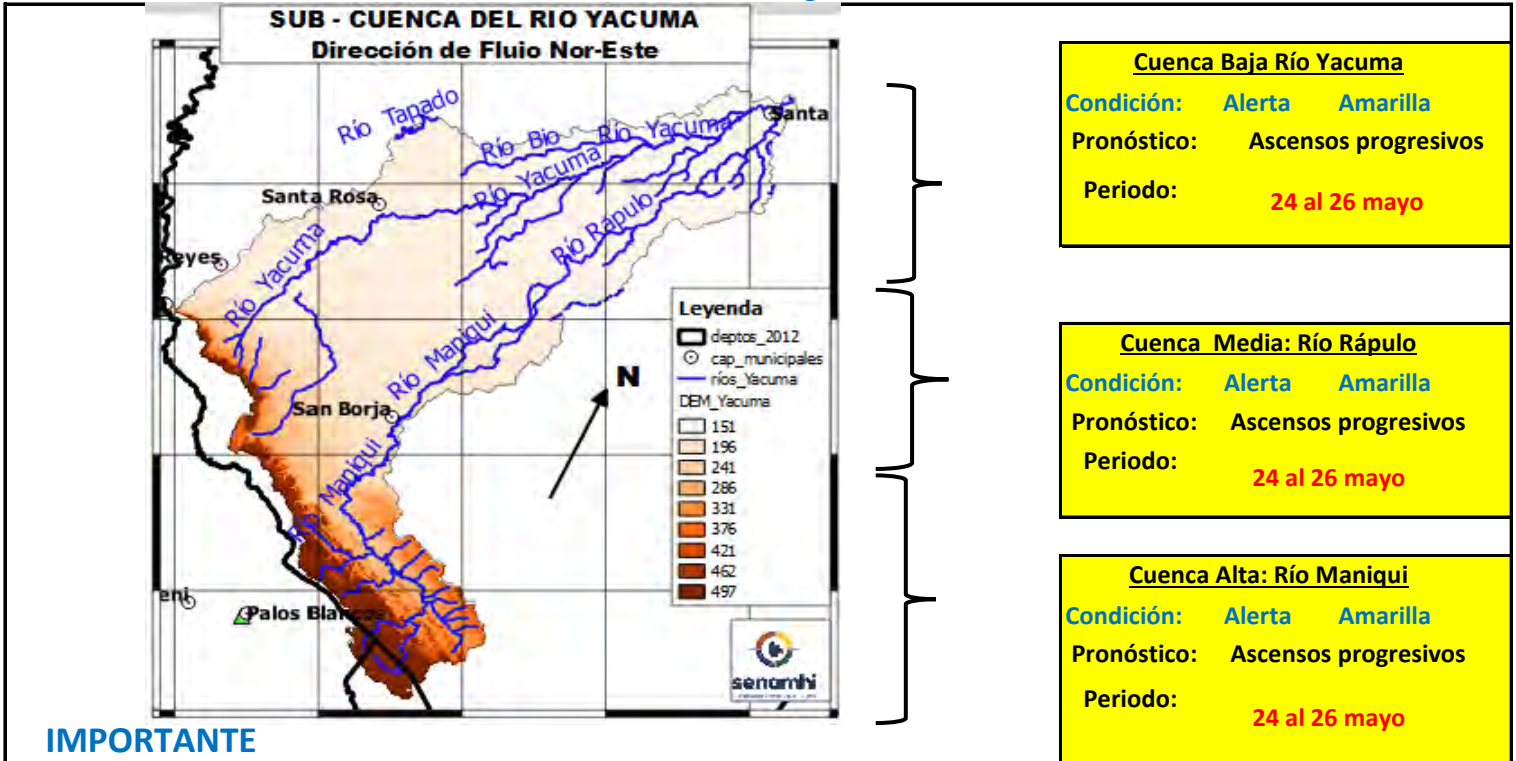 SUB - CUENCA DEL RIO YACUMA
Dirección de Flujo Nor-Este
Río Tapado
Río Bio
Río Yacuma
Santa
Río Yacuma
Santa Rosa
Río Rápulo
Reyes
Río Yacuma
Río Maniqui
San Borja
Río Maniqui
eni
Palos Blancos
N
Leyenda
deptos_2012
cap_municipales
ríos_Yacuma
DEM_Yacuma
151
196
241
286
331
376
421
462
497
senamhi
Cuenca Baja Río Yacuma
Condición: Alerta Amarilla
Pronóstico: Ascensos progresivos
Periodo: 24 al 26 mayo
Cuenca Media: Río Rápulo
Condición: Alerta Amarilla
Pronóstico: Ascensos progresivos
Periodo: 24 al 26 mayo
Cuenca Alta: Río Maniqui
Condición: Alerta Amarilla
Pronóstico: Ascensos progresivos
Periodo: 24 al 26 mayo
IMPORTANTE